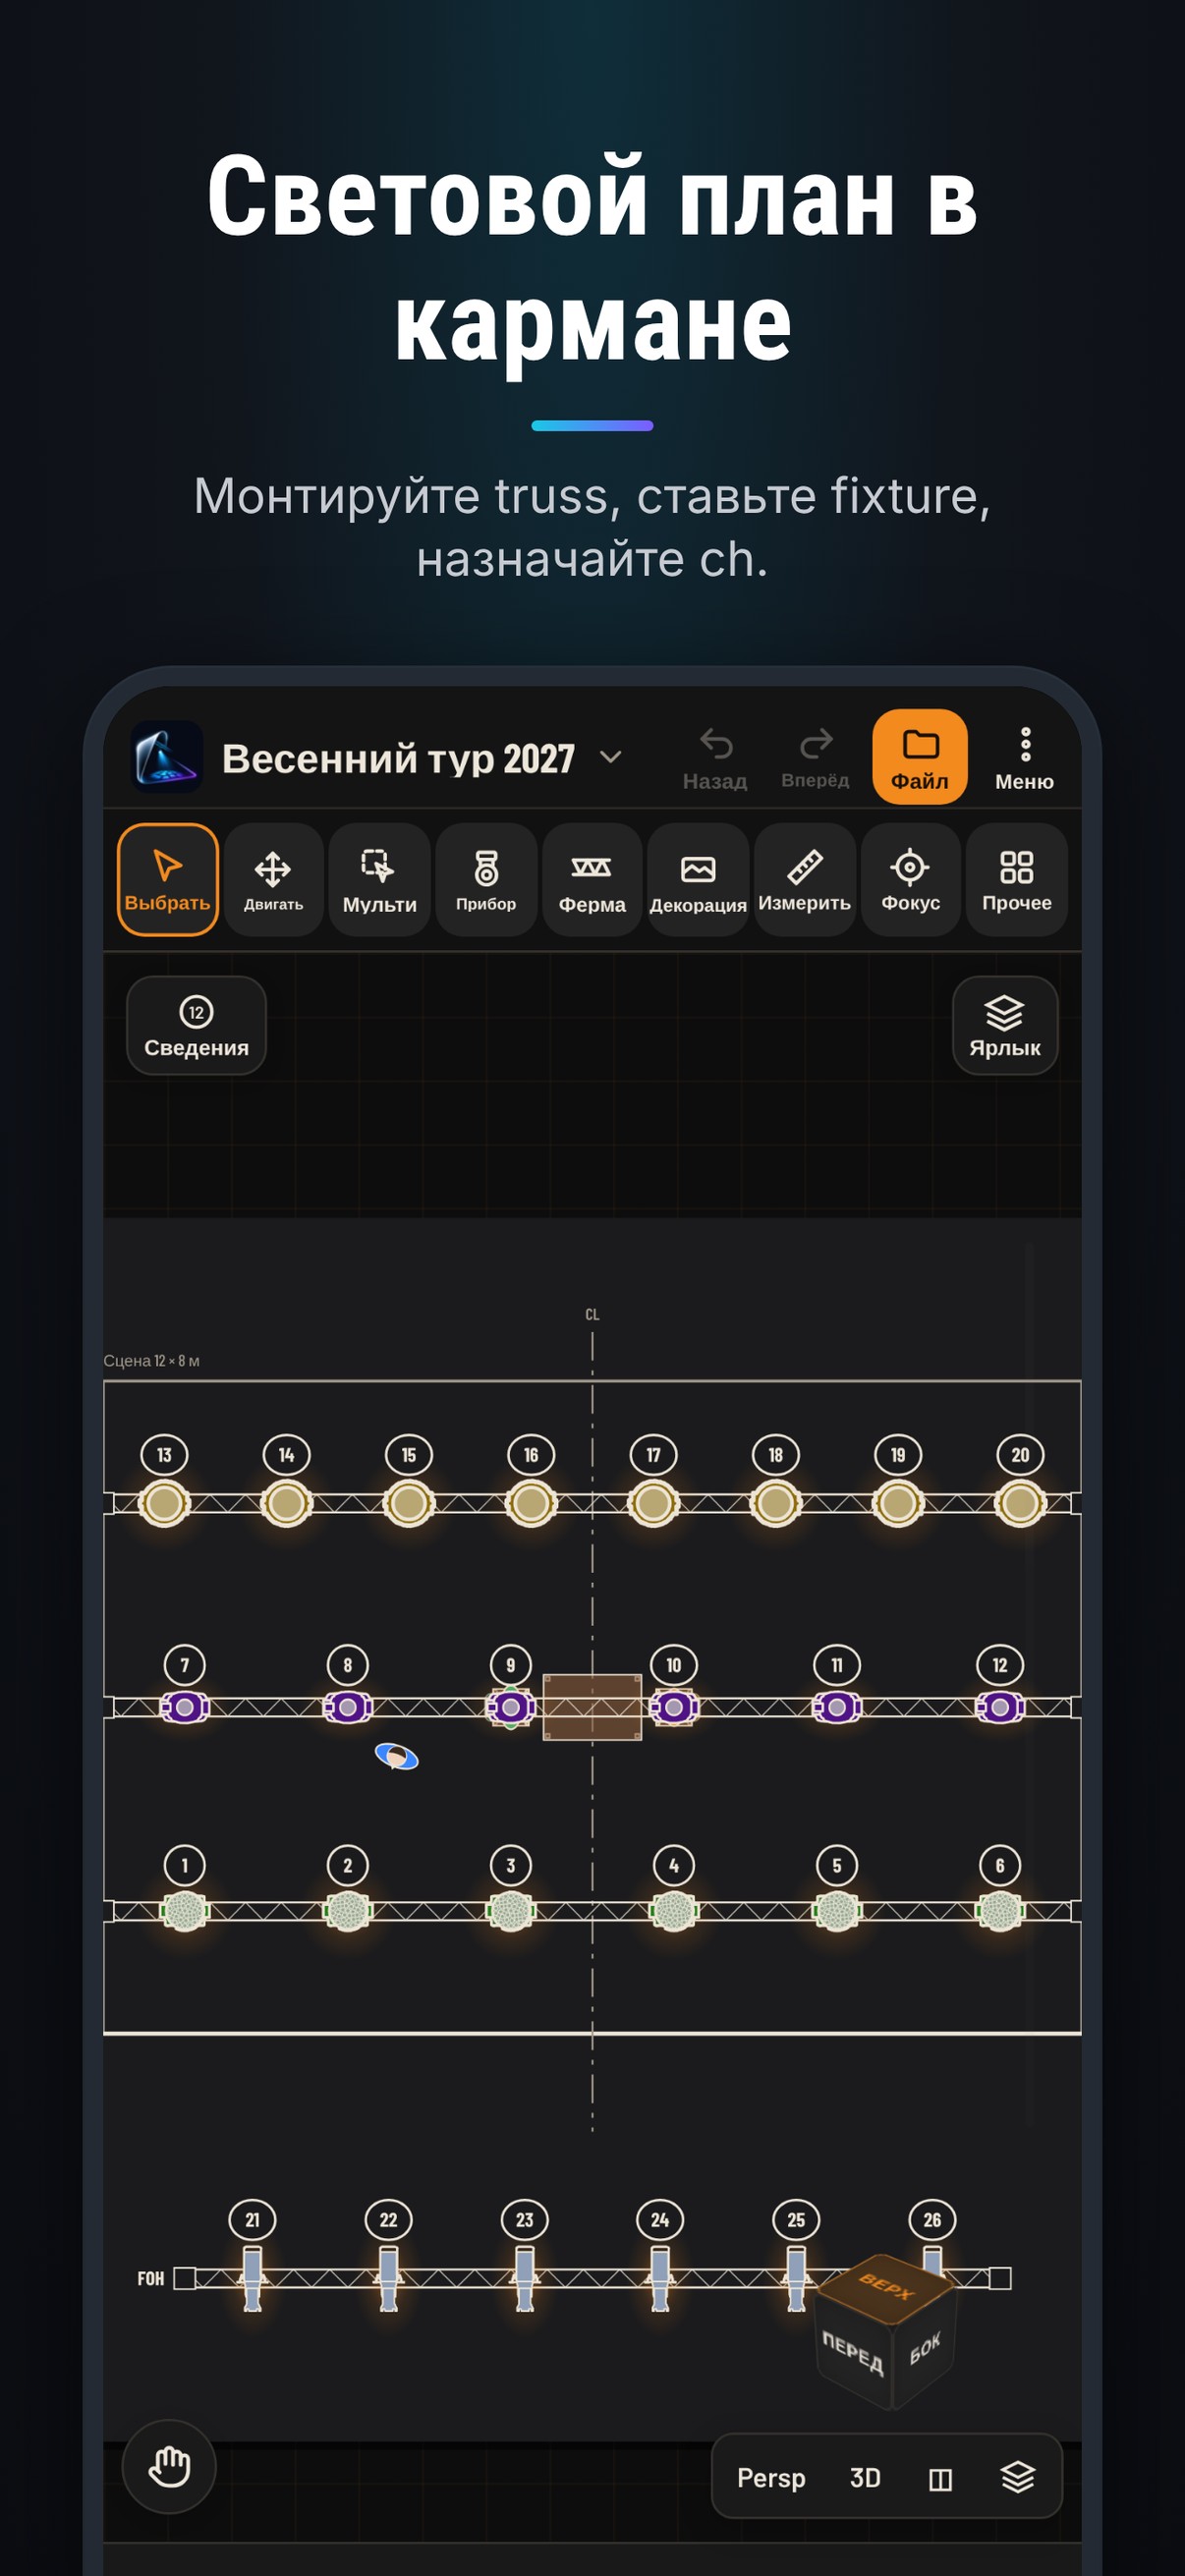 Световой план в
кармане
Монтируйте truss, ставьте fixture,
назначайте ch.
Весенний тур 2027
Назад
Вперёд
Файл
Меню
Выбрать
Двигать
Мульти
Прибор
Ферма
Декорация
Измерить
Фокус
Прочее
12
Сведения
Ярлык
CL
Сцена 12 × 8 м
13 14 15 16 17 18 19 20
7 8 9 10 11 12
1 2 3 4 5 6
21 22 23 24 25 26
FOH
ВЕРХ
ПЕРЕД
БОК
Persp 3D